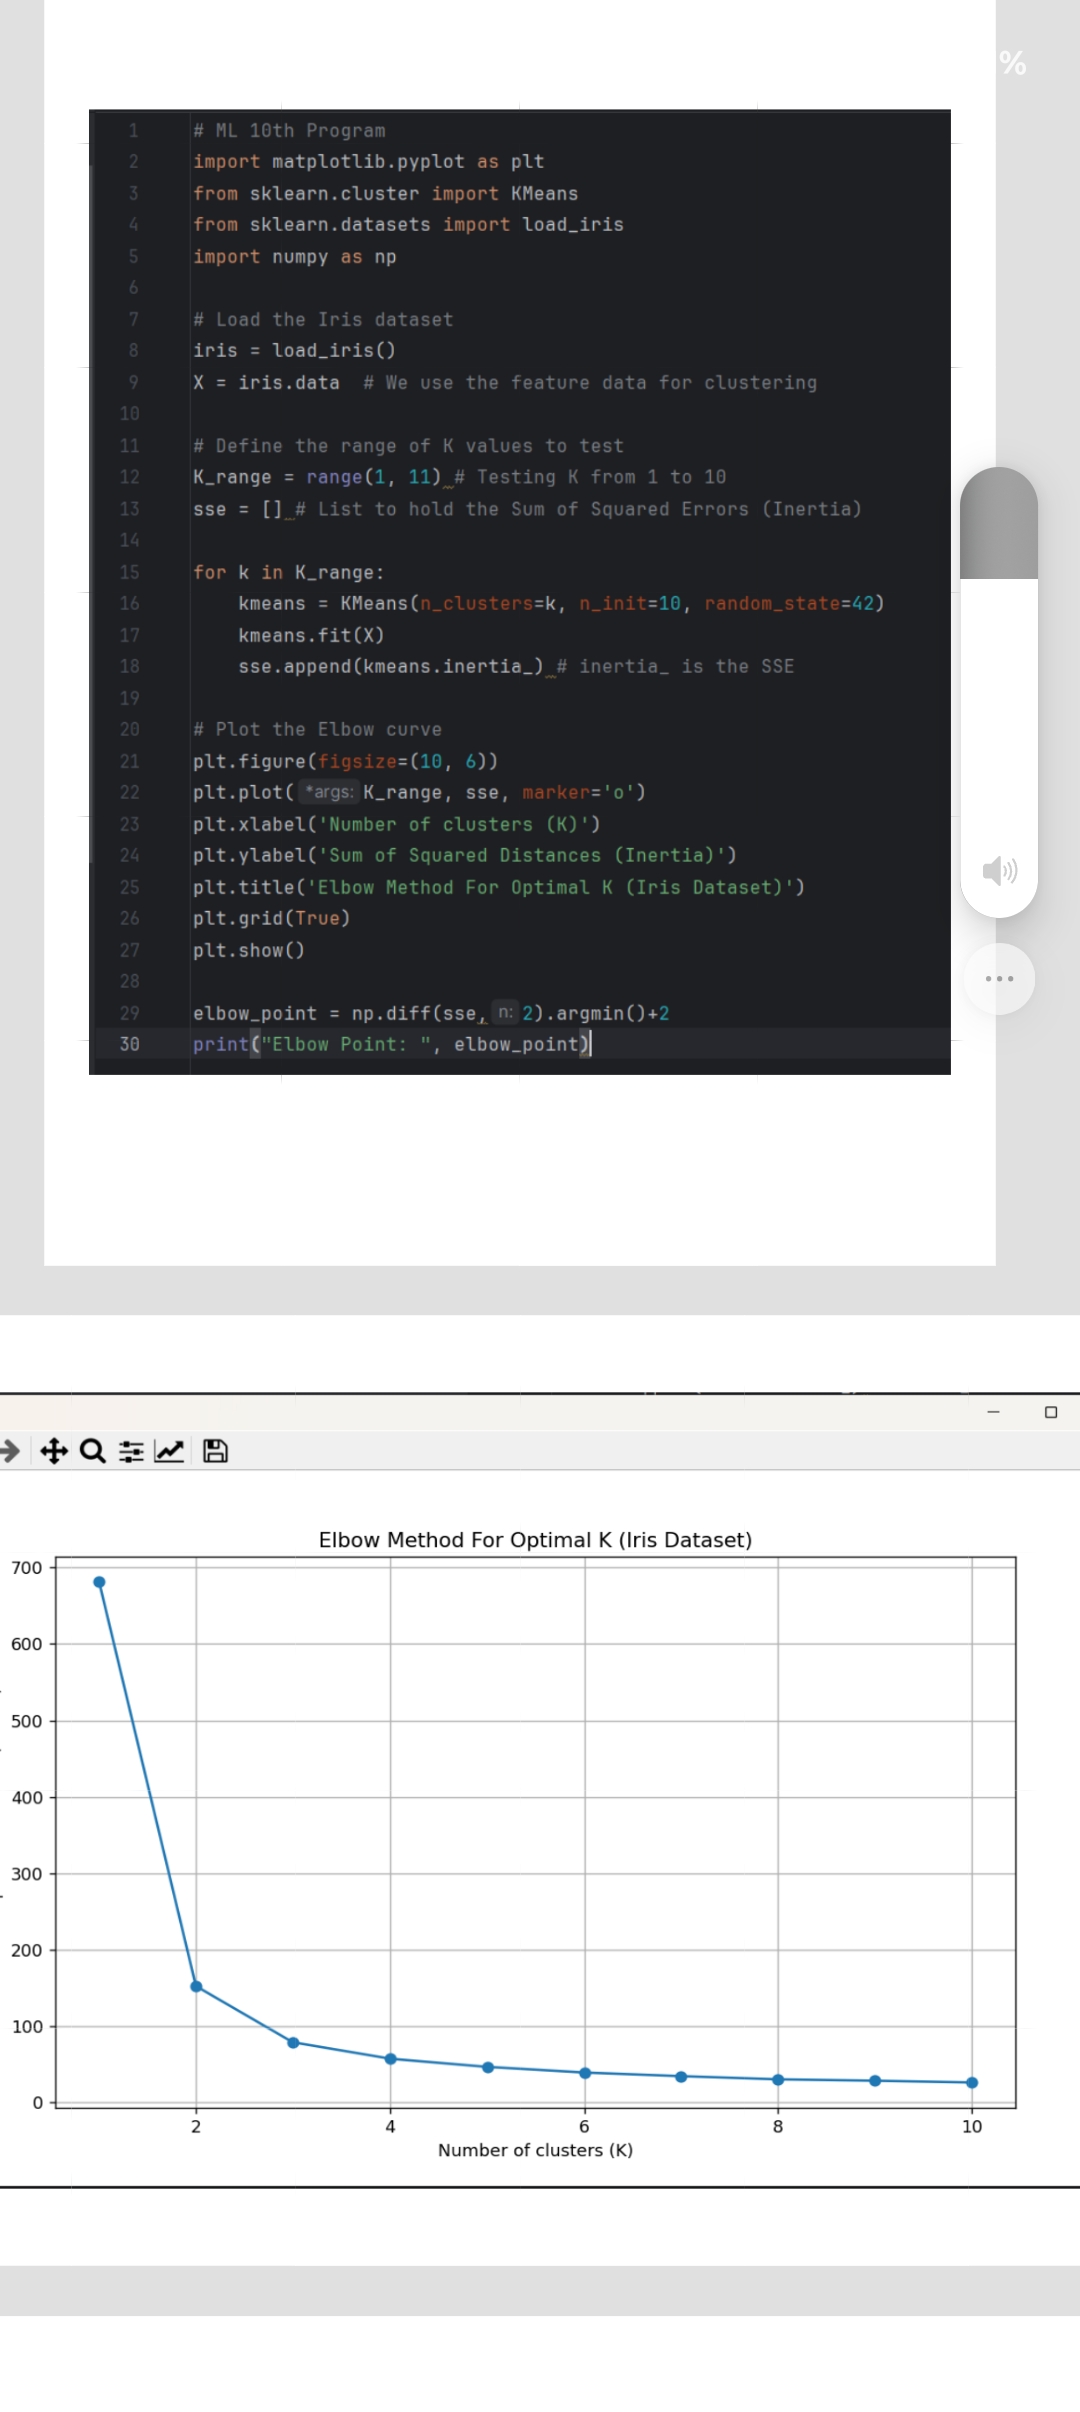 %
1 # ML 10th Program
2 import matplotlib.pyplot as plt
3 from sklearn.cluster import KMeans
4 from sklearn.datasets import load_iris
5 import numpy as np
6
7 # Load the Iris dataset
8 iris = load_iris()
9 X = iris.data  # We use the feature data for clustering
10
11 # Define the range of K values to test
12 K_range = range(1, 11) # Testing K from 1 to 10
13 sse = [] # List to hold the Sum of Squared Errors (Inertia)
14
15 for k in K_range:
16     kmeans = KMeans(n_clusters=k, n_init=10, random_state=42)
17     kmeans.fit(X)
18     sse.append(kmeans.inertia_) # inertia_ is the SSE
19
20 # Plot the Elbow curve
21 plt.figure(figsize=(10, 6))
22 plt.plot( *args: K_range, sse, marker='o')
23 plt.xlabel('Number of clusters (K)')
24 plt.ylabel('Sum of Squared Distances (Inertia)')
25 plt.title('Elbow Method For Optimal K (Iris Dataset)')
26 plt.grid(True)
27 plt.show()
28
29 elbow_point = np.diff(sse, n: 2).argmin()+2
30 print("Elbow Point: ", elbow_point)
Elbow Method For Optimal K (Iris Dataset)
700
600
500
400
300
200
100
0
2 4 6 8 10
Number of clusters (K)